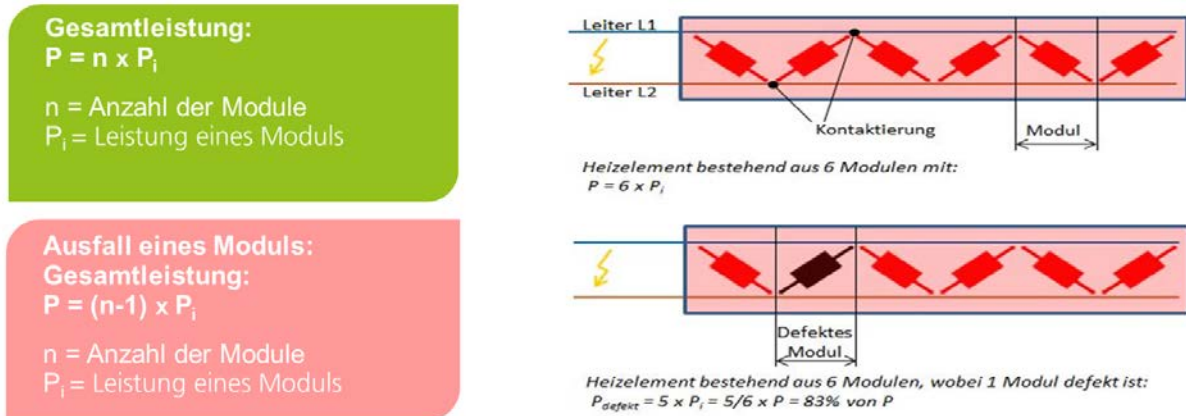 Gesamtleistung:
P = n x Pi
n = Anzahl der Module
Pi = Leistung eines Moduls
Leiter L1
Leiter L2
Kontaktierung
Modul
Heizelement bestehend aus 6 Modulen mit:
P = 6 x Pi
Ausfall eines Moduls:
Gesamtleistung:
P = (n-1) x Pi
n = Anzahl der Module
Pi = Leistung eines Moduls
Defektes
Modul
Heizelement bestehend aus 6 Modulen, wobei 1 Modul defekt ist:
Pdefekt = 5 x Pi = 5/6 x P = 83% von P